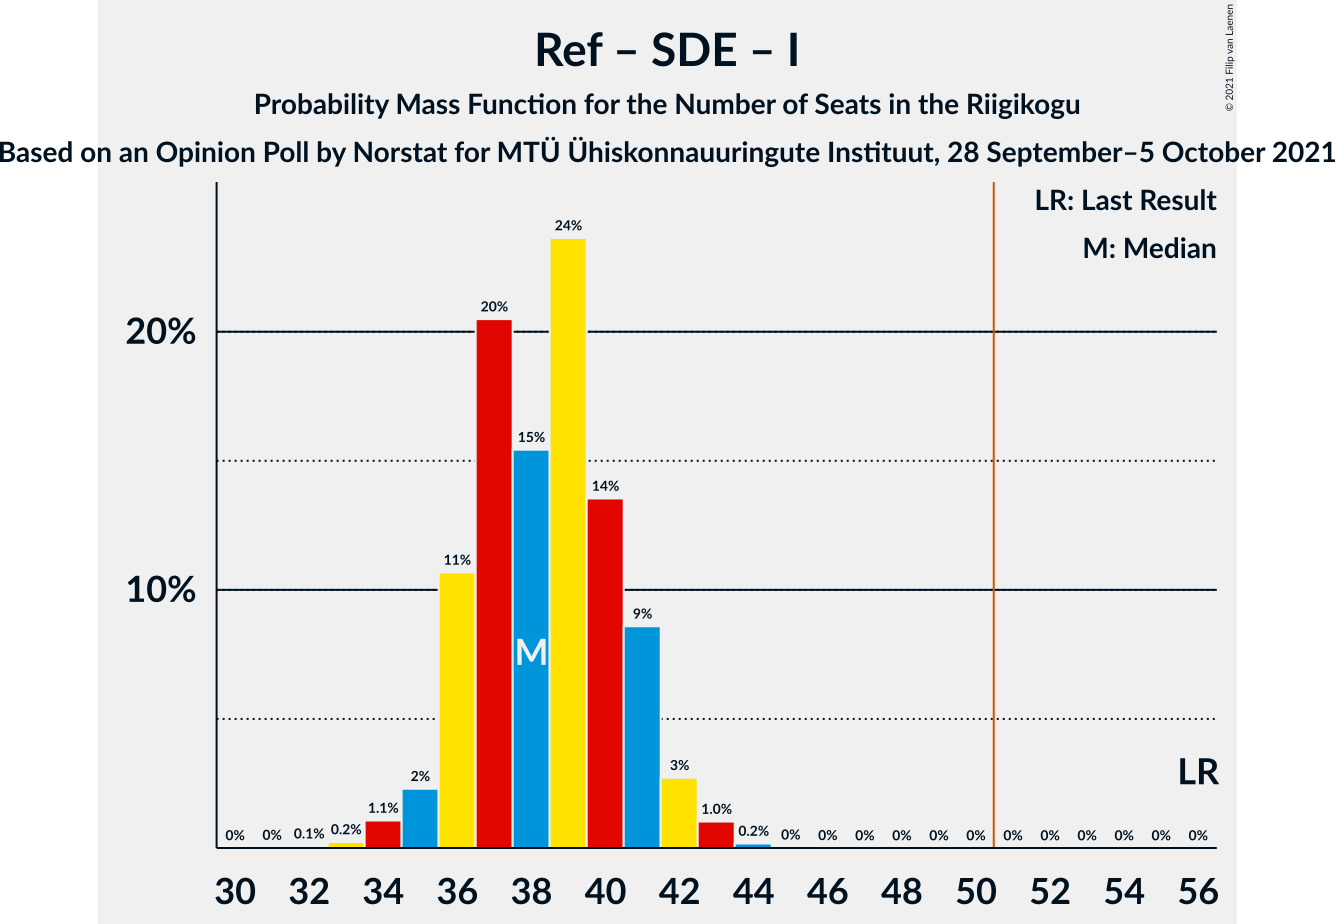 Ref – SDE – I
Probability Mass Function for the Number of Seats in the Riigikogu
Based on an Opinion Poll by Norstat for MTÜ Ühiskonnauuringute Instituut, 28 September–5 October 2021
© 2021 Filip van Laenen
LR: Last Result
M: Median
24%
20%
20%
15%
14%
11%
10%
9%
M
3%
LR
2%
0% 0% 0.1% 0.2% 1.1% 1.0% 0.2% 0% 0% 0% 0% 0% 0% 0% 0% 0% 0% 0% 0%
30 32 34 36 38 40 42 44 46 48 50 52 54 56